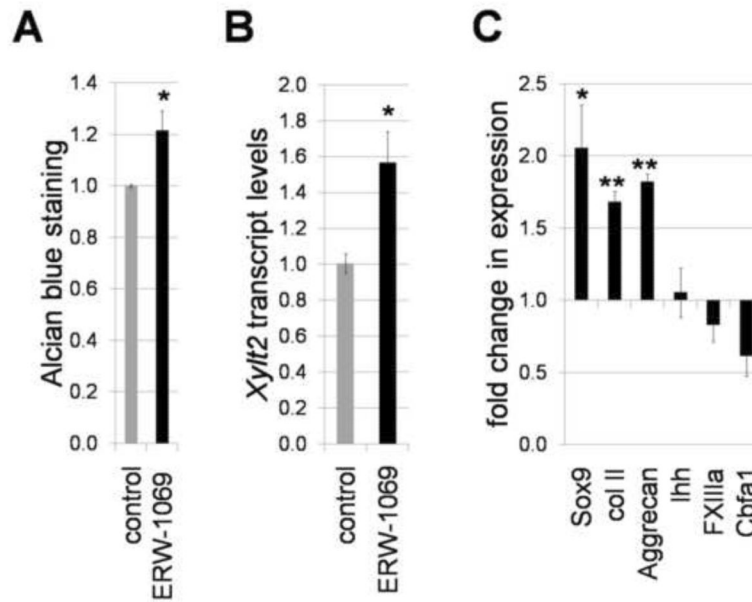 A
Alcian blue staining
1.4
1.2
1.0
0.8
0.6
0.4
0.2
0.0
*
control
ERW-1069
B
Xylt2 transcript levels
2.0
1.8
1.6
1.4
1.2
1.0
0.8
0.6
0.4
0.2
0.0
*
control
ERW-1069
C
fold change in expression
2.5
2.0
1.5
1.0
0.5
0.0
*
**
**
Sox9
col II
Aggrecan
Ihh
FXIIIa
Cbfa1